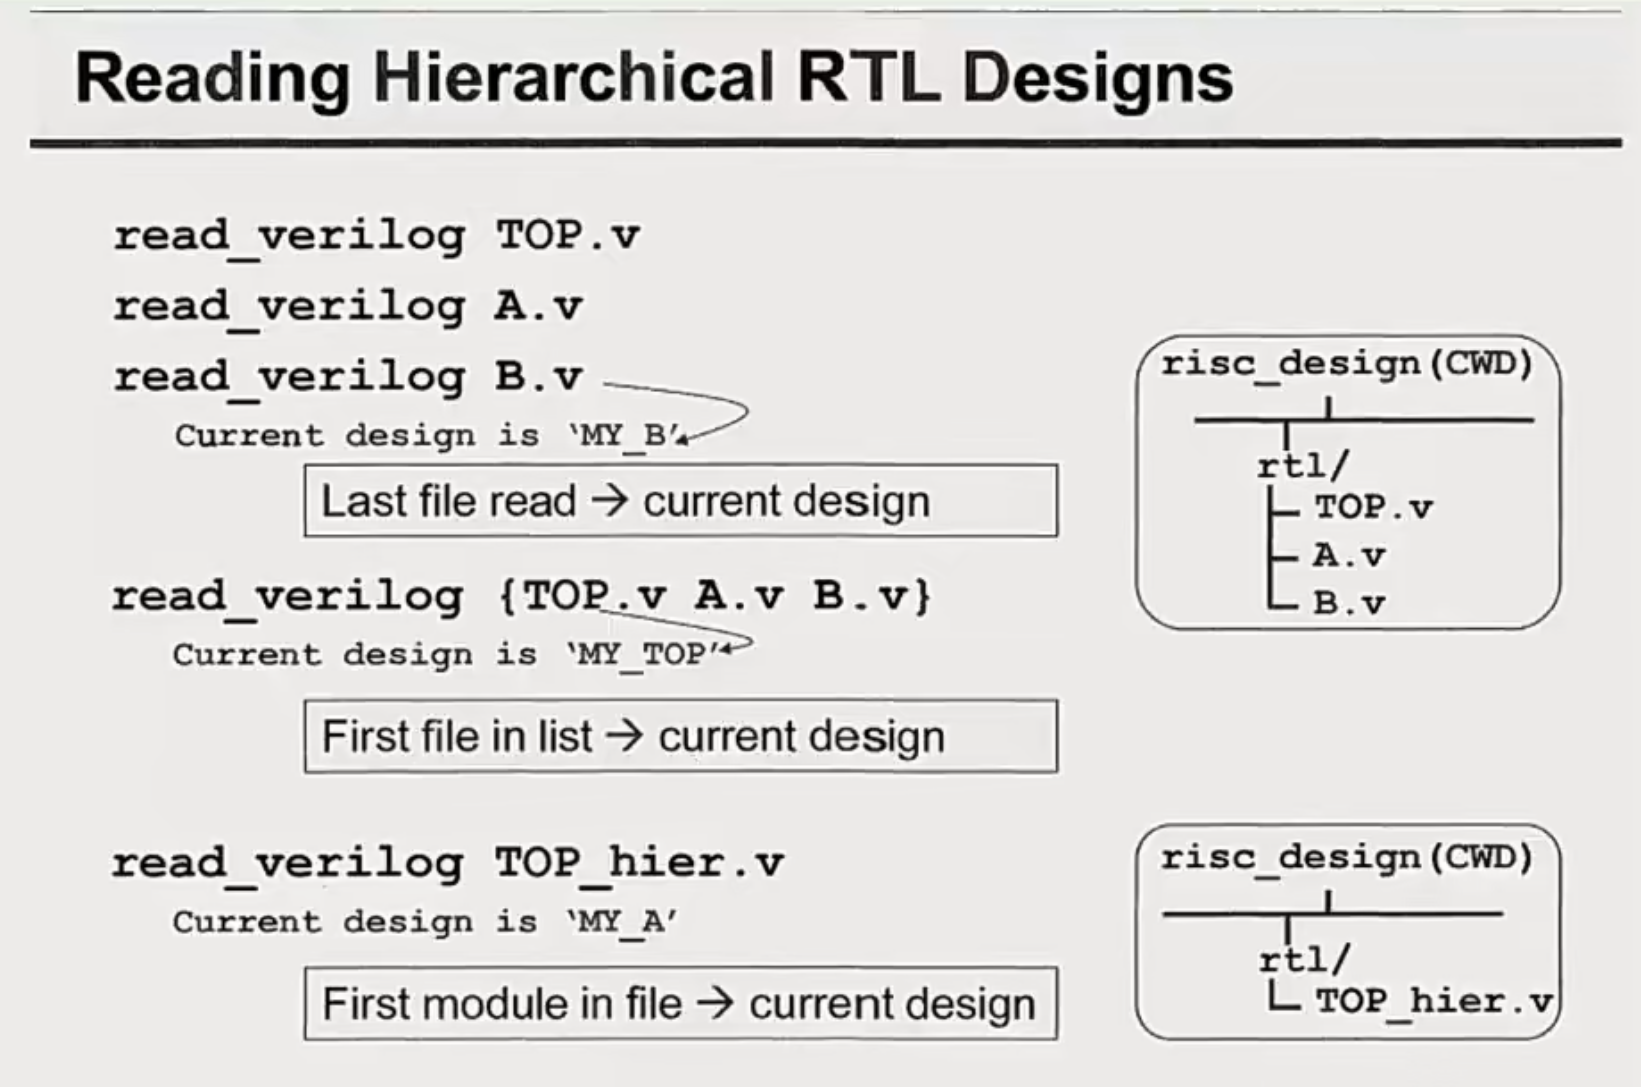 Reading Hierarchical RTL Designs
read_verilog TOP.v
read_verilog A.v
read_verilog B.v
Current design is ‛MY_B’
Last file read → current design
read_verilog {TOP.v A.v B.v}
Current design is ‛MY_TOP’
First file in list → current design
read_verilog TOP_hier.v
Current design is ‛MY_A’
First module in file → current design
risc_design(CWD)
rtl/
TOP.v
A.v
B.v
risc_design(CWD)
rtl/
TOP_hier.v